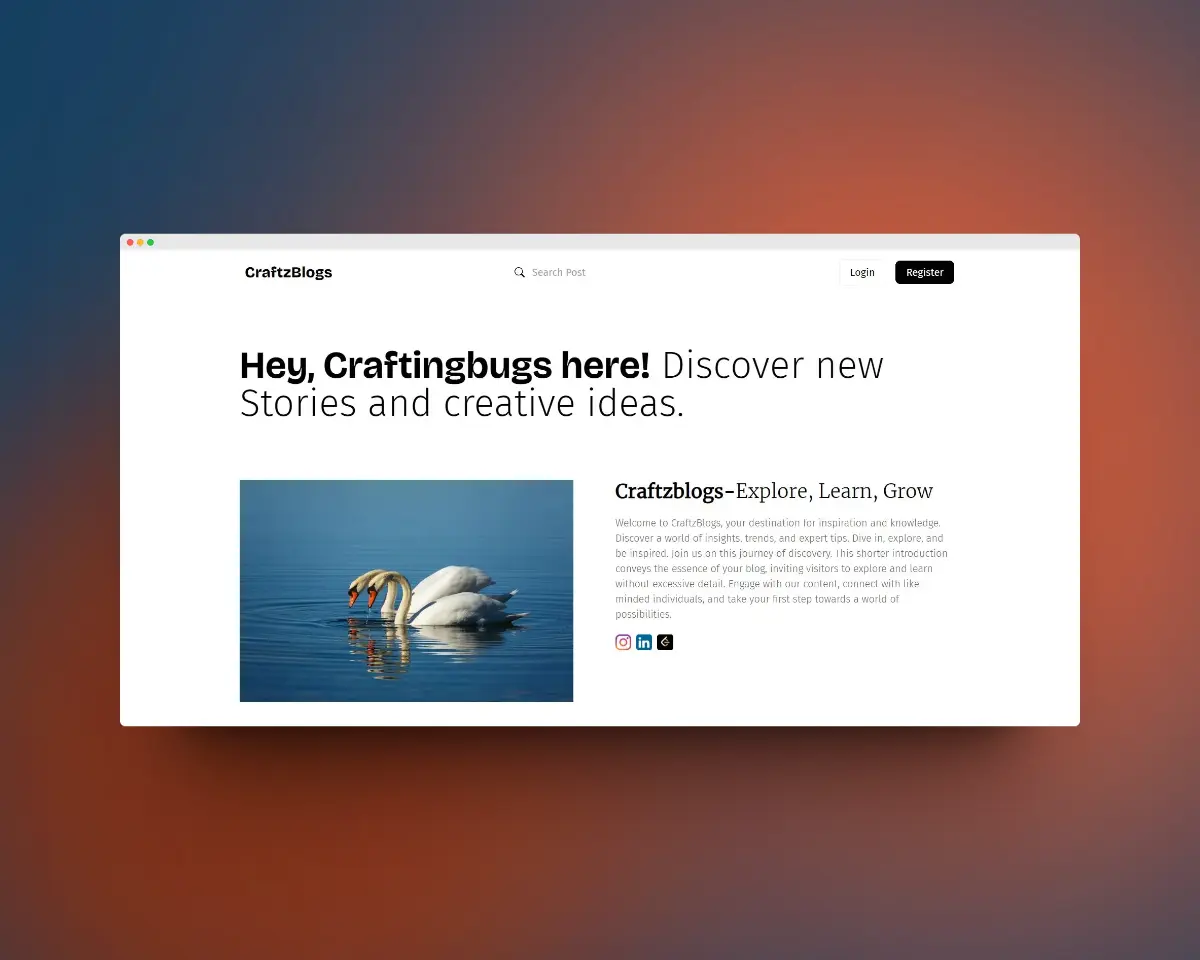 CraftzBlogs
Search Post
Login
Register
Hey, Craftingbugs here! Discover new
Stories and creative ideas.
Craftzblogs-Explore, Learn, Grow
Welcome to CraftzBlogs, your destination for inspiration and knowledge.
Discover a world of insights, trends, and expert tips. Dive in, explore, and
be inspired. Join us on this journey of discovery. This shorter introduction
conveys the essence of your blog, inviting visitors to explore and learn
without excessive detail. Engage with our content, connect with like
minded individuals, and take your first step towards a world of
possibilities.
in